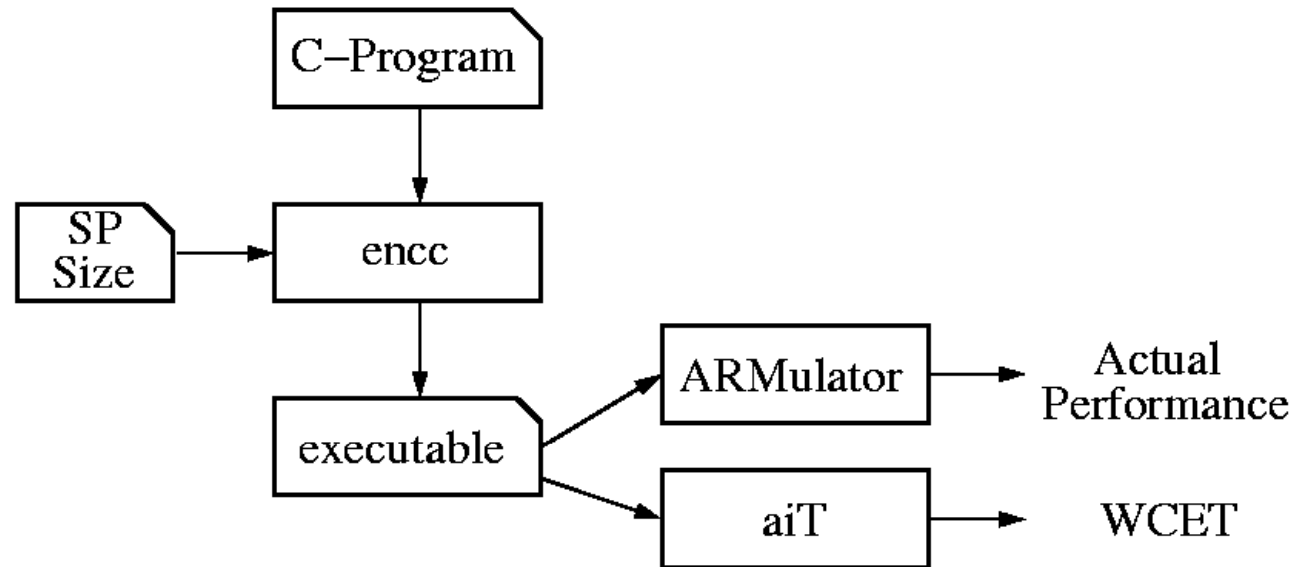 C–Program
SP
Size
encc
executable
ARMulator
Actual
Performance
aiT
WCET